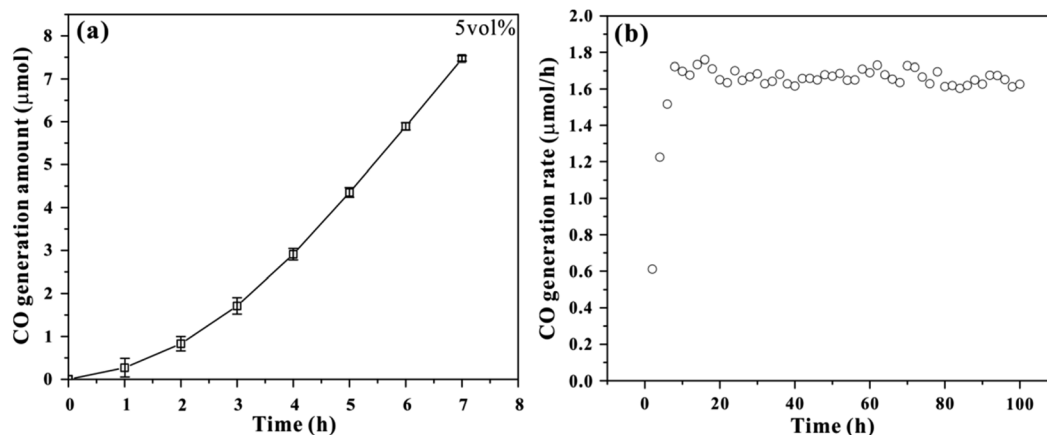 (a)
5vol%
8
7
6
5
4
3
2
1
0
CO generation amount (μmol)
0 1 2 3 4 5 6 7 8
Time (h)
(b)
2.0
1.8
1.6
1.4
1.2
1.0
0.8
0.6
0.4
0.2
0.0
CO generation rate (μmol/h)
0 20 40 60 80 100
Time (h)